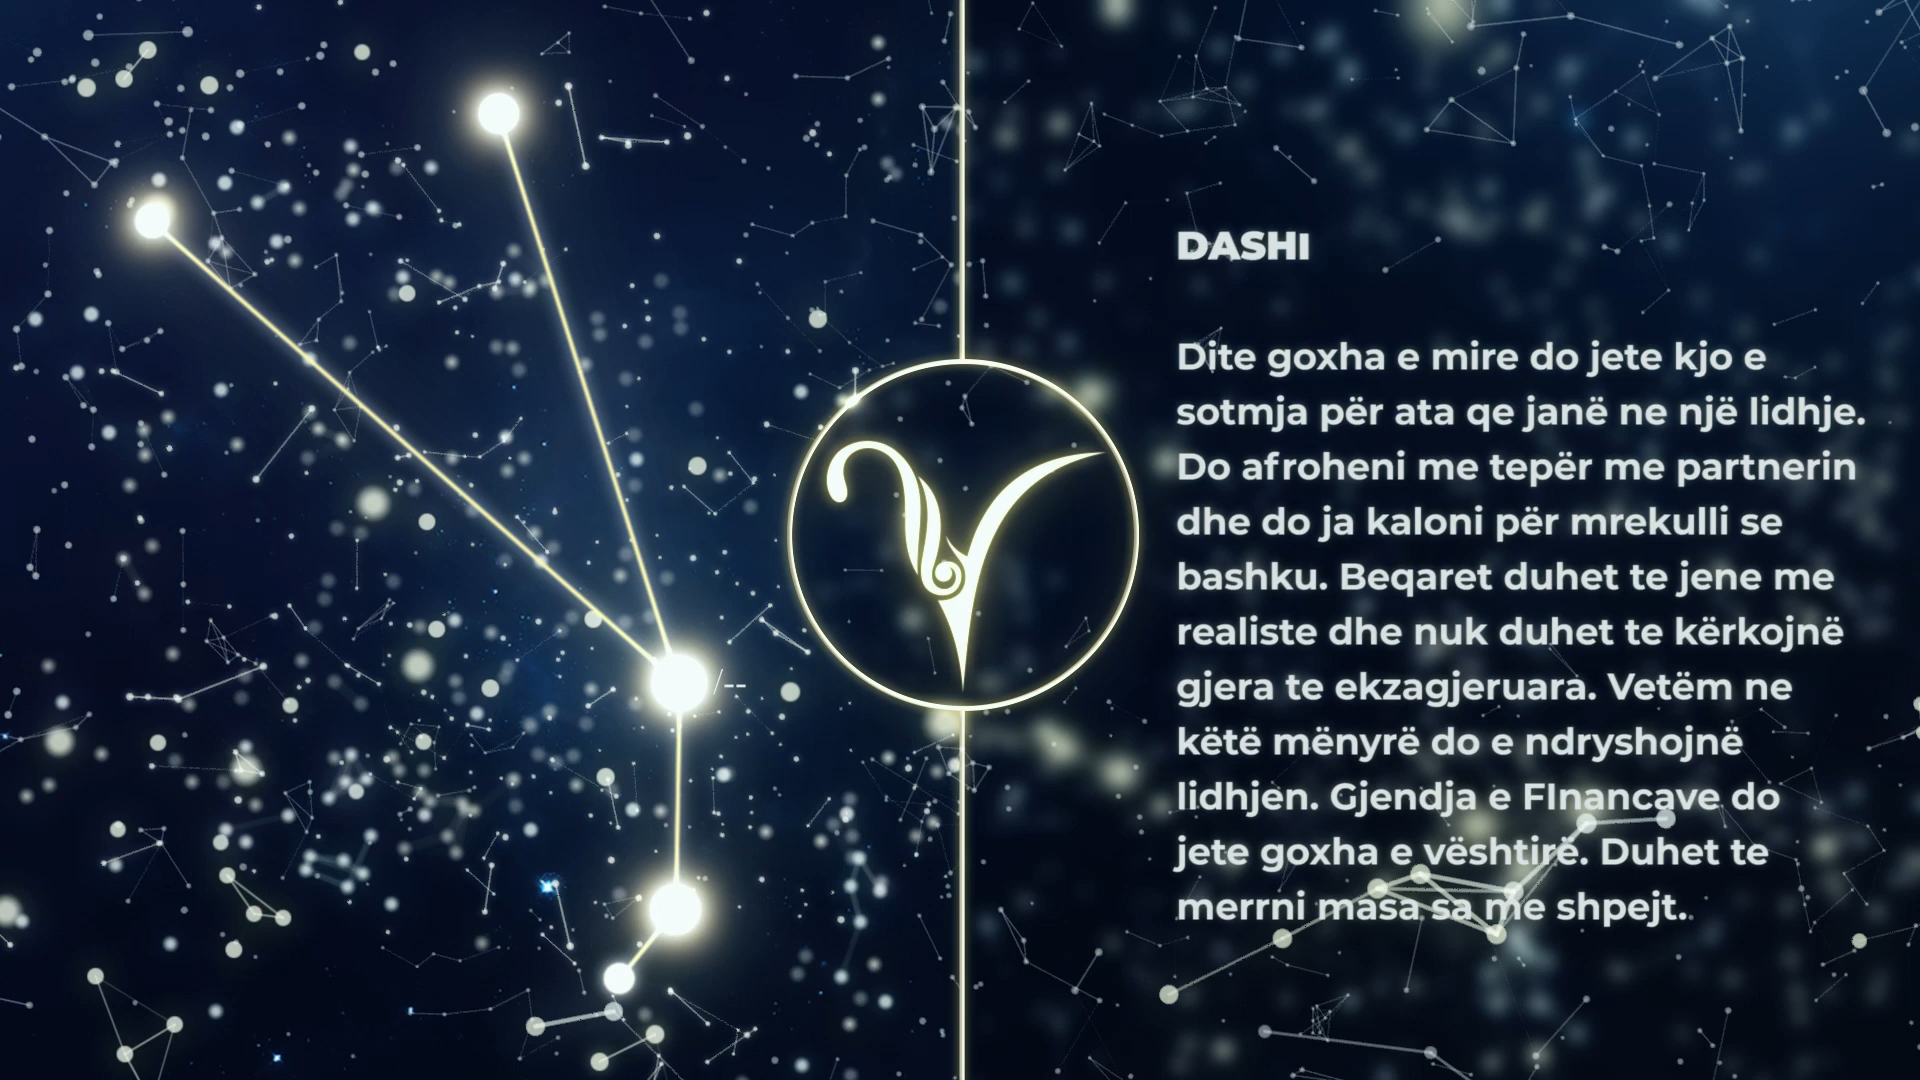 DASHI
Dite goxha e mire do jete kjo e
sotmja për ata qe janë ne një lidhje.
Do afroheni me tepër me partnerin
dhe do ja kaloni për mrekulli se
bashku. Beqaret duhet te jene me
realiste dhe nuk duhet te kërkojnë
gjera te ekzagjeruara. Vetëm ne
këtë mënyrë do e ndryshojnë
lidhjen. Gjendja e FInancave do
jete goxha e vështirë. Duhet te
merrni masa sa me shpejt.